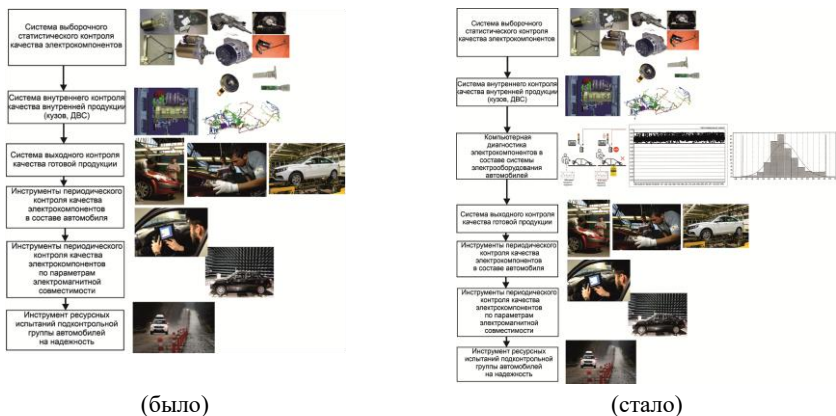 Система выборочного
статистического контроля
качества электрокомпонентов
Система внутреннего контроля
качества внутренней продукции
(кузов, ДВС)
Система выходного контроля
качества готовой продукции
Инструменты периодического
контроля качества
электрокомпонентов
в составе автомобиля
Инструменты периодического
контроля качества
электрокомпонентов
по параметрам
электромагнитной
совместимости
Инструмент ресурсных
испытаний подконтрольной
группы автомобилей
на надежность
(было)
Система выборочного
статистического контроля
качества электрокомпонентов
Система внутреннего контроля
качества внутренней продукции
(кузов, ДВС)
Компьютерная
диагностика
электрокомпонентов в
составе системы
электрооборудования
автомобилей
Система выходного контроля
качества готовой продукции
Инструменты периодического
контроля качества
электрокомпонентов
в составе автомобиля
Инструменты периодического
контроля качества
электрокомпонентов
по параметрам
электромагнитной
совместимости
Инструмент ресурсных
испытаний подконтрольной
группы автомобилей
на надежность
(стало)